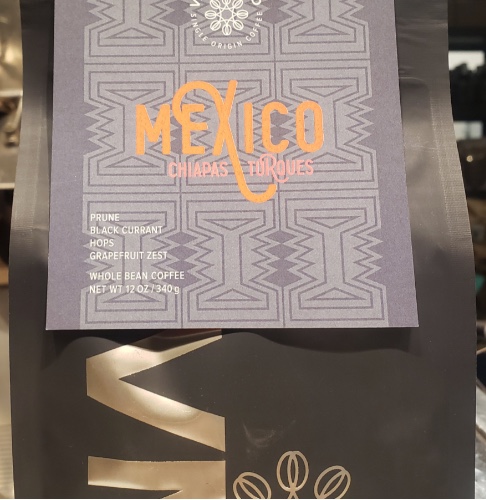 SINGLE ORIGIN COFFEE
MEXICO
CHIAPAS TORQUES
PRUNE
BLACK CURRANT
HOPS
GRAPEFRUIT ZEST
WHOLE BEAN COFFEE
NET WT 12 OZ / 340 g